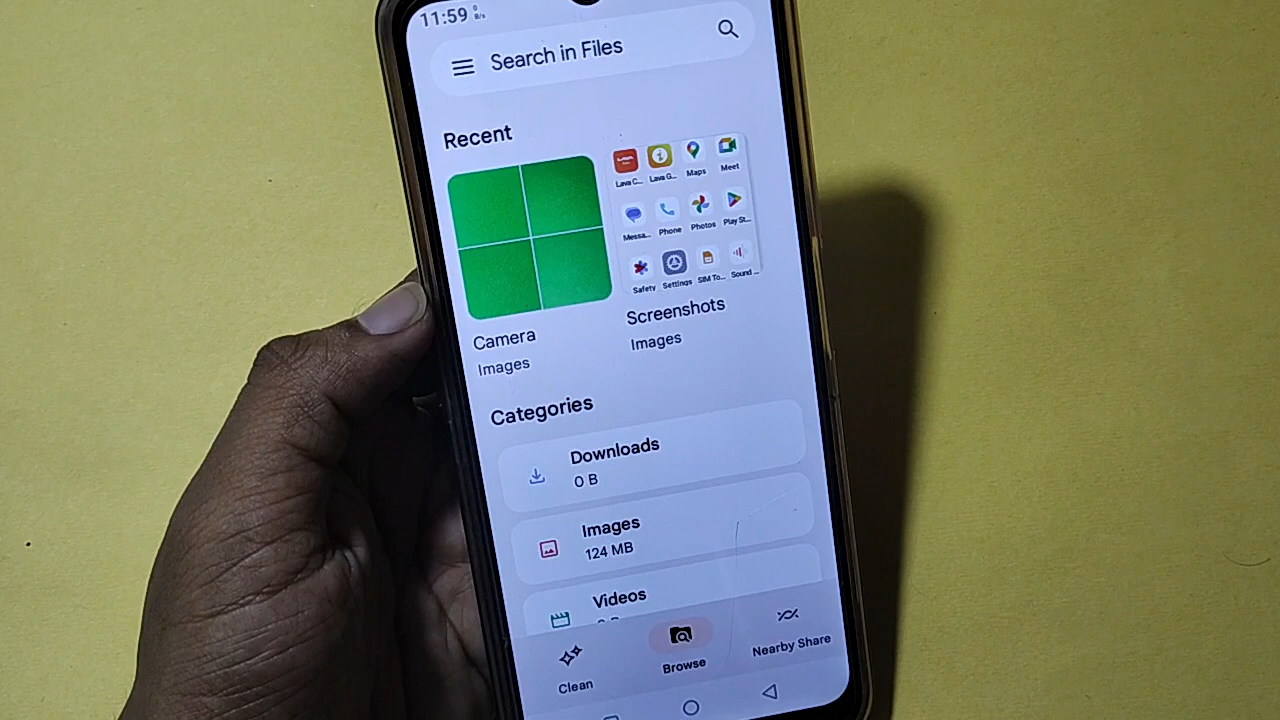 11:59 0 B/s
Search in Files
Recent
Lava C... Lava G... Maps Meet
Messa... Phone Photos Play St...
Safety Settings SIM To... Sound ...
Camera
Images
Screenshots
Images
Categories
Downloads
0 B
Images
124 MB
Videos
Clean
Browse
Nearby Share